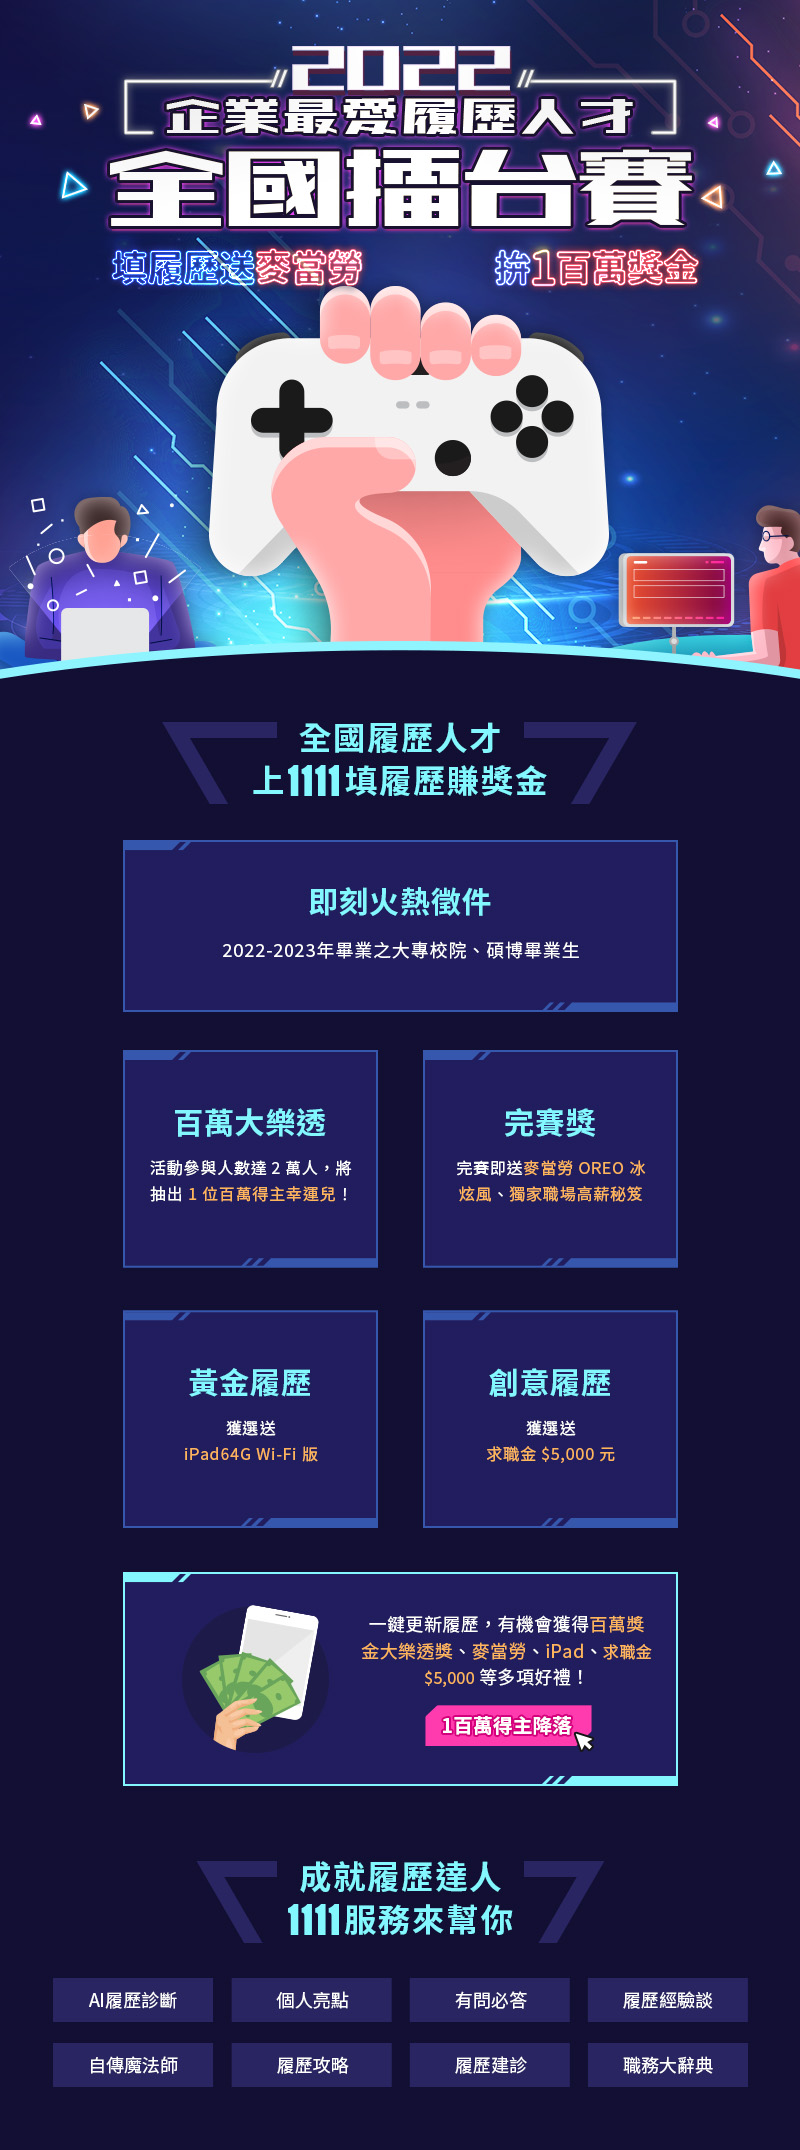 2022
企業最愛履歷人才
全國擂台賽
填履歷送麥當勞 拚1百萬獎金
全國履歷人才
上1111填履歷賺獎金
即刻火熱徵件
2022-2023年畢業之大專校院、碩博畢業生
百萬大樂透
活動參與人數達 2 萬人，將
抽出 1 位百萬得主幸運兒！
完賽獎
完賽即送麥當勞 OREO 冰
炫風、獨家職場高薪秘笈
黃金履歷
獲選送
iPad64G Wi-Fi 版
創意履歷
獲選送
求職金 $5,000 元
一鍵更新履歷，有機會獲得百萬獎
金大樂透獎、麥當勞、iPad、求職金
$5,000 等多項好禮！
1百萬得主降落
成就履歷達人
1111服務來幫你
AI履歷診斷 個人亮點 有問必答 履歷經驗談
自傳魔法師 履歷攻略 履歷建診 職務大辭典